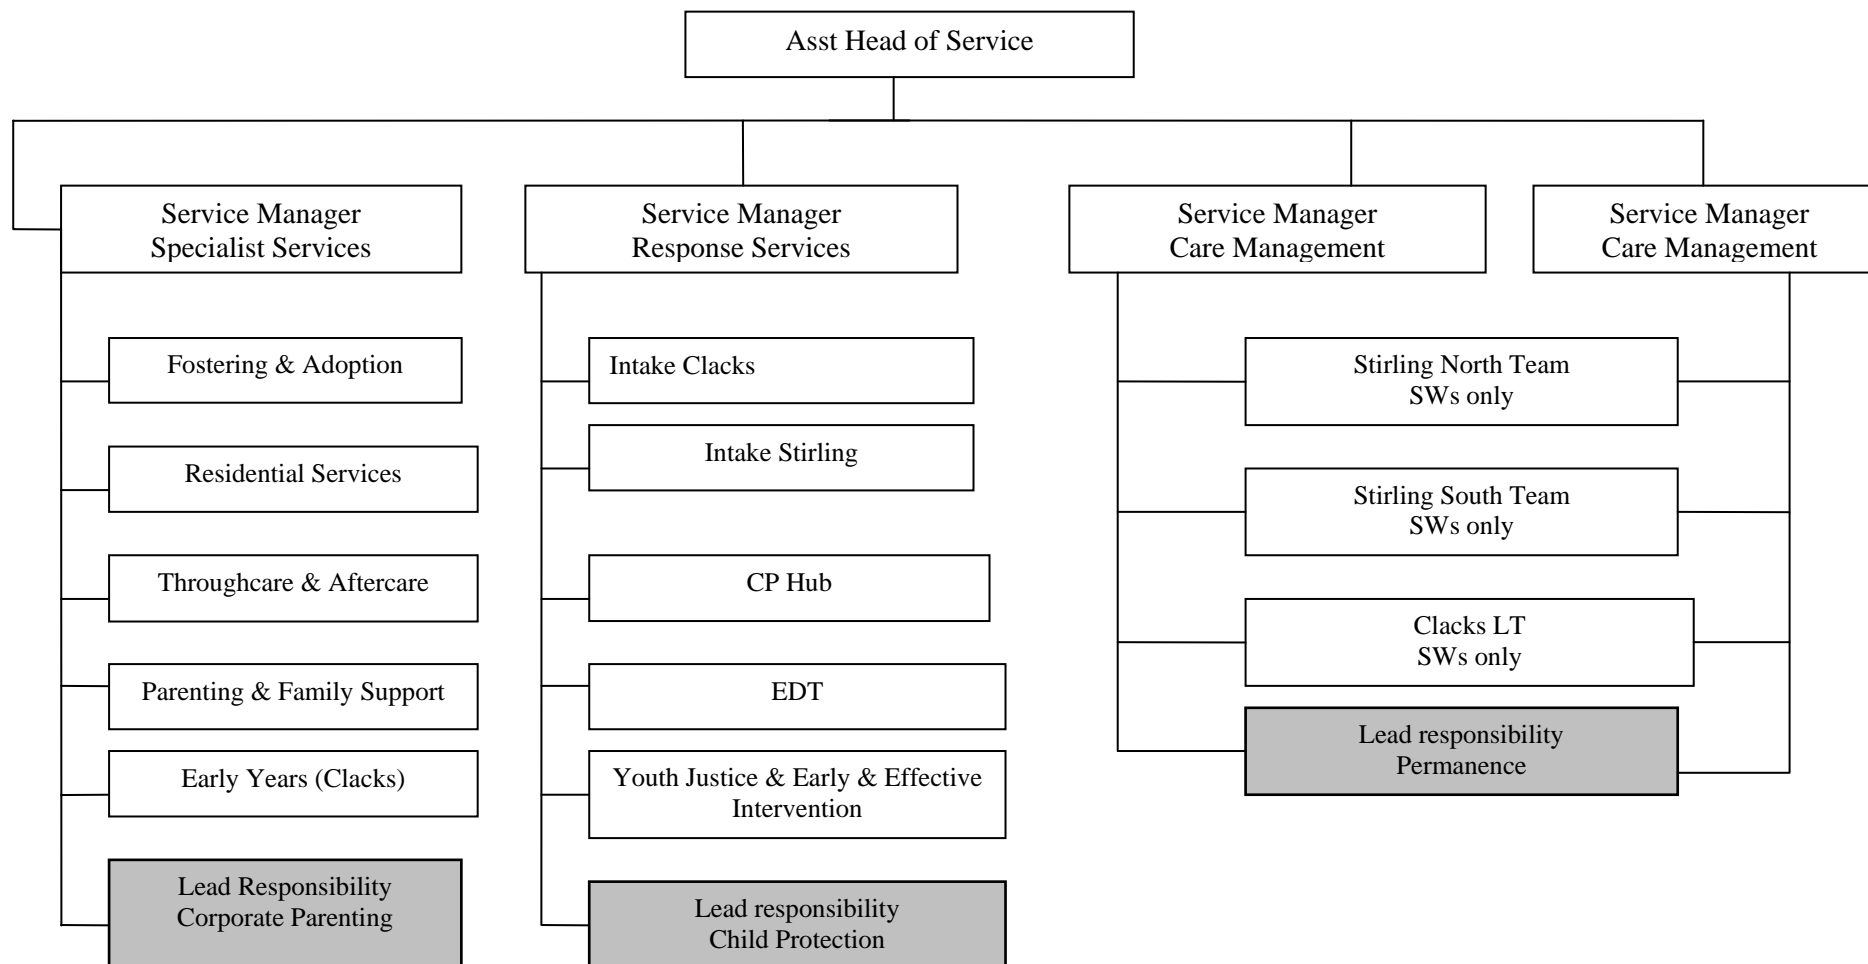 Asst Head of Service
Service Manager
Specialist Services
Service Manager
Response Services
Service Manager
Care Management
Service Manager
Care Management
Fostering & Adoption
Residential Services
Throughcare & Aftercare
Parenting & Family Support
Early Years (Clacks)
Lead Responsibility
Corporate Parenting
Intake Clacks
Intake Stirling
CP Hub
EDT
Youth Justice & Early & Effective
Intervention
Lead responsibility
Child Protection
Stirling North Team
SWs only
Stirling South Team
SWs only
Clacks LT
SWs only
Lead responsibility
Permanence